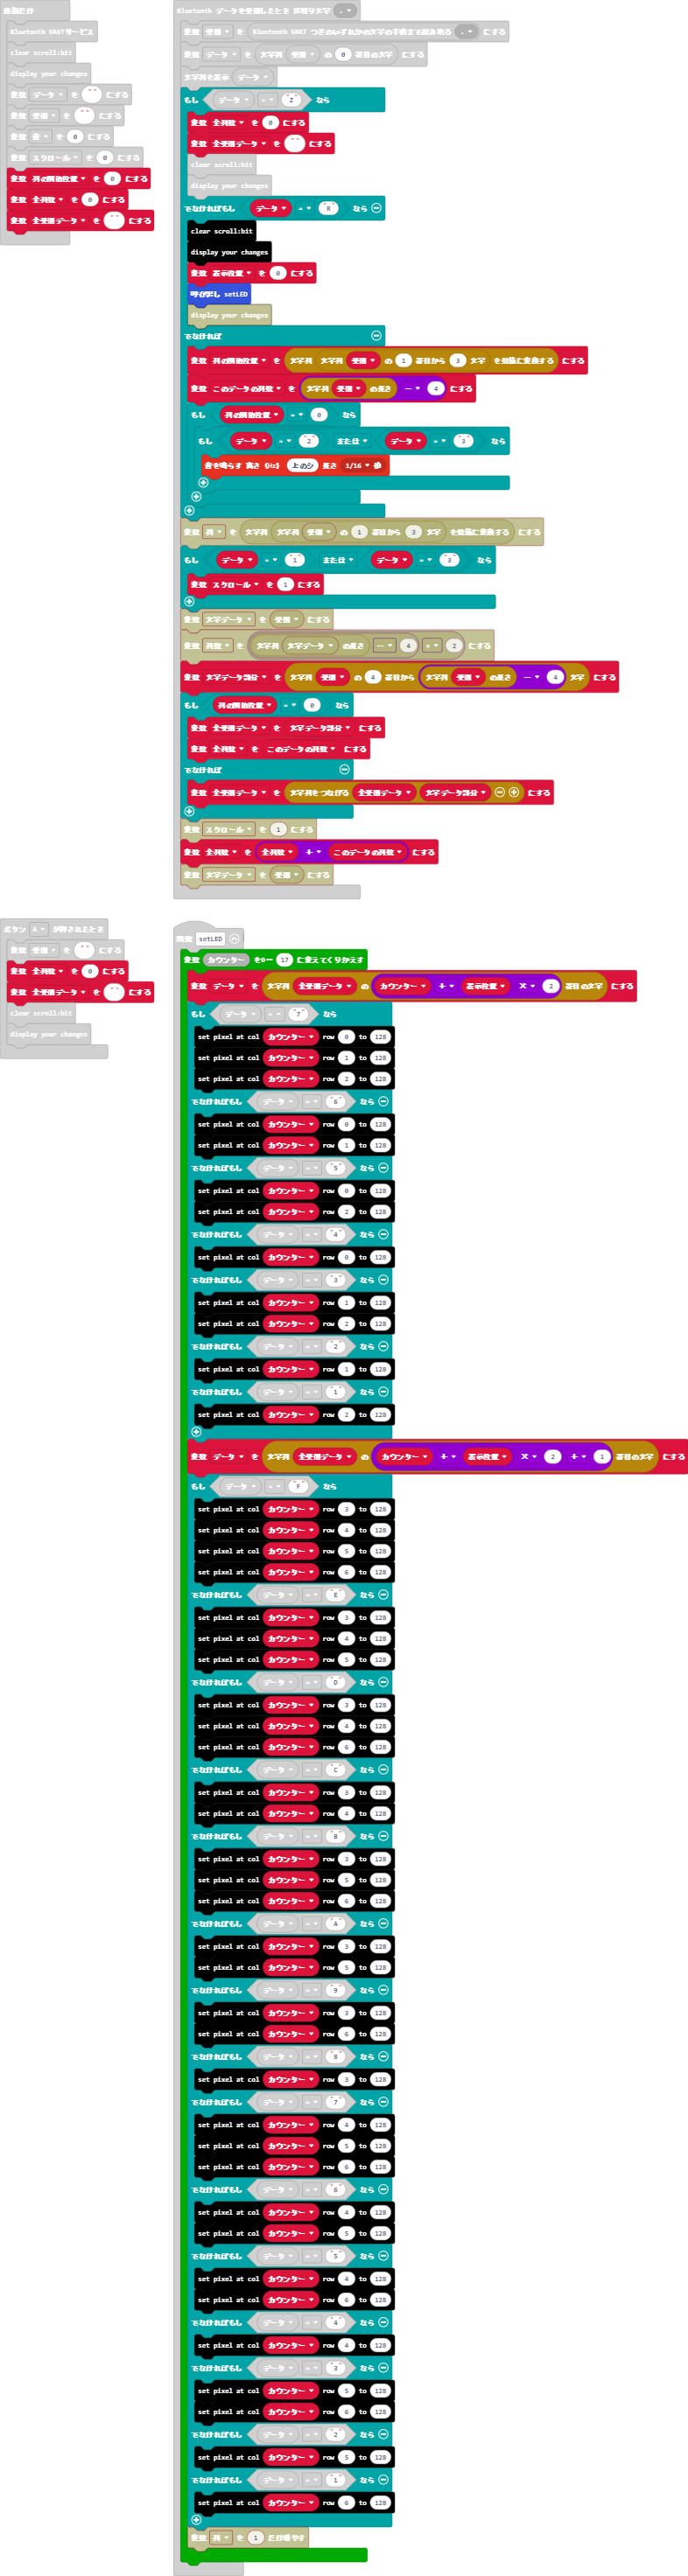 最初だけ
Bluetooth UARTサービス
clear scroll:bit
display your changes
変数 データ を " " にする
変数 受信 を " " にする
変数 音 を 0 にする
変数 スクロール を 0 にする
変数 列の開始位置 を 0 にする
変数 全列数 を 0 にする
変数 全受信データ を " " にする
Bluetooth データを受信したとき 区切り文字 .
変数 受信 を Bluetooth UART つぎのいずれかの文字の手前まで読み取る . にする
変数 データ を 文字列 受信 の 0 番目の文字 にする
文字列を表示 データ
もし データ = "Z" なら
変数 全列数 を 0 にする
変数 全受信データ を " " にする
clear scroll:bit
display your changes
でなければもし データ = "R" なら
clear scroll:bit
display your changes
変数 表示位置 を 0 にする
呼び出し setLED
display your changes
でなければ
変数 列の開始位置 を 文字列 文字列 受信 の 1 番目から 3 文字 を数値に変換する にする
変数 このデータの列数 を 文字列 受信 の長さ - 4 にする
もし 列の開始位置 = 0 なら
もし データ = "2" または データ = "3" なら
音を鳴らす 高さ (Hz) 上のシ 長さ 1/16 拍
変数 列 を 文字列 文字列 受信 の 1 番目から 3 文字 を数値に変換する にする
もし データ = "1" または データ = "3" なら
変数 スクロール を 1 にする
変数 文字データ を 受信 にする
変数 列数 を 文字列 文字データ の長さ - 4 ÷ 2 にする
変数 文字データ部分 を 文字列 受信 の 4 番目から 文字列 受信 の長さ - 4 文字 にする
もし 列の開始位置 = 0 なら
変数 全受信データ を 文字データ部分 にする
変数 全列数 を このデータの列数 にする
でなければ
変数 全受信データ を 文字列をつなげる 全受信データ 文字データ部分 にする
変数 スクロール を 1 にする
変数 全列数 を 全列数 + このデータの列数 にする
変数 文字データ を 受信 にする
ボタン A が押されたとき
変数 受信 を " " にする
変数 全列数 を 0 にする
変数 全受信データ を " " にする
clear scroll:bit
display your changes
関数 setLED
変数 カウンター を0～ 17 に変えてくりかえす
変数 データ を 文字列 全受信データ の カウンター + 表示位置 × 2 番目の文字 にする
もし データ = "7" なら
set pixel at col カウンター row 0 to 128
set pixel at col カウンター row 1 to 128
set pixel at col カウンター row 2 to 128
でなければもし データ = "6" なら
set pixel at col カウンター row 0 to 128
set pixel at col カウンター row 1 to 128
でなければもし データ = "5" なら
set pixel at col カウンター row 0 to 128
set pixel at col カウンター row 2 to 128
でなければもし データ = "4" なら
set pixel at col カウンター row 0 to 128
でなければもし データ = "3" なら
set pixel at col カウンター row 1 to 128
set pixel at col カウンター row 2 to 128
でなければもし データ = "2" なら
set pixel at col カウンター row 1 to 128
でなければもし データ = "1" なら
set pixel at col カウンター row 2 to 128
変数 データ を 文字列 全受信データ の カウンター + 表示位置 × 2 + 1 番目の文字 にする
もし データ = "F" なら
set pixel at col カウンター row 3 to 128
set pixel at col カウンター row 4 to 128
set pixel at col カウンター row 5 to 128
set pixel at col カウンター row 6 to 128
でなければもし データ = "E" なら
set pixel at col カウンター row 3 to 128
set pixel at col カウンター row 4 to 128
set pixel at col カウンター row 5 to 128
でなければもし データ = "D" なら
set pixel at col カウンター row 3 to 128
set pixel at col カウンター row 4 to 128
set pixel at col カウンター row 6 to 128
でなければもし データ = "C" なら
set pixel at col カウンター row 3 to 128
set pixel at col カウンター row 4 to 128
でなければもし データ = "B" なら
set pixel at col カウンター row 3 to 128
set pixel at col カウンター row 5 to 128
set pixel at col カウンター row 6 to 128
でなければもし データ = "A" なら
set pixel at col カウンター row 3 to 128
set pixel at col カウンター row 5 to 128
でなければもし データ = "9" なら
set pixel at col カウンター row 3 to 128
set pixel at col カウンター row 6 to 128
でなければもし データ = "8" なら
set pixel at col カウンター row 3 to 128
でなければもし データ = "7" なら
set pixel at col カウンター row 4 to 128
set pixel at col カウンター row 5 to 128
set pixel at col カウンター row 6 to 128
でなければもし データ = "6" なら
set pixel at col カウンター row 4 to 128
set pixel at col カウンター row 5 to 128
でなければもし データ = "5" なら
set pixel at col カウンター row 4 to 128
set pixel at col カウンター row 6 to 128
でなければもし データ = "4" なら
set pixel at col カウンター row 4 to 128
でなければもし データ = "3" なら
set pixel at col カウンター row 5 to 128
set pixel at col カウンター row 6 to 128
でなければもし データ = "2" なら
set pixel at col カウンター row 5 to 128
でなければもし データ = "1" なら
set pixel at col カウンター row 6 to 128
変数 列 を 1 だけ増やす